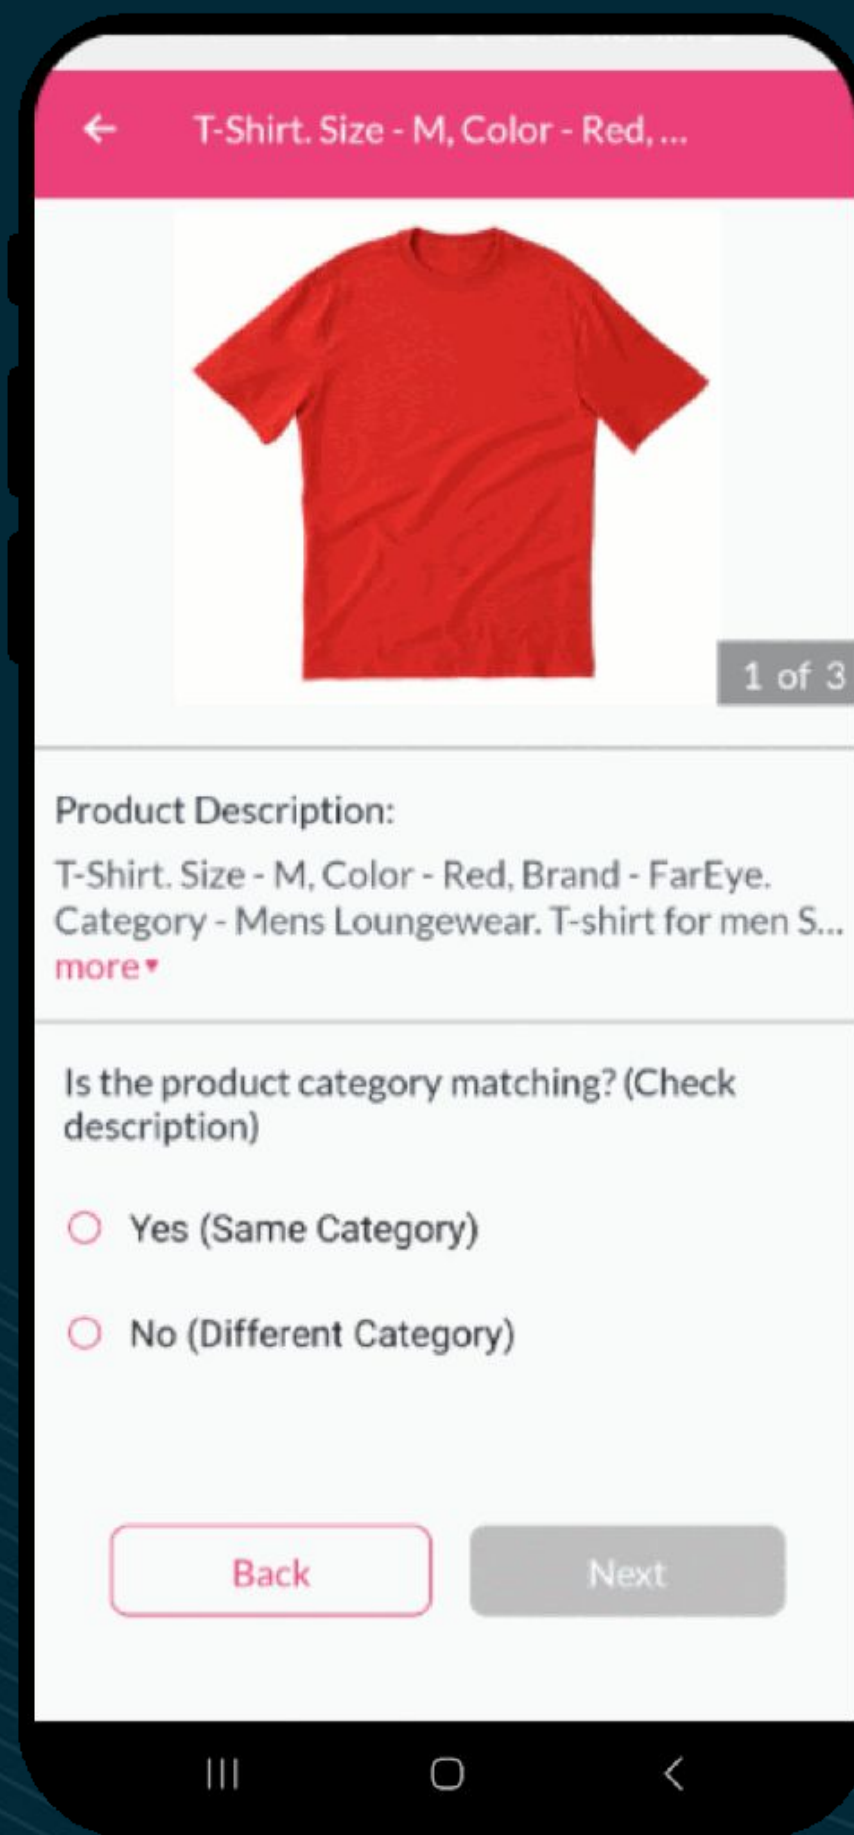 T-Shirt. Size - M, Color - Red, ...
1 of 3
Product Description:
T-Shirt. Size - M, Color - Red, Brand - FarEye.
Category - Mens Loungewear. T-shirt for men S...
more
Is the product category matching? (Check
description)
Yes (Same Category)
No (Different Category)
Back
Next